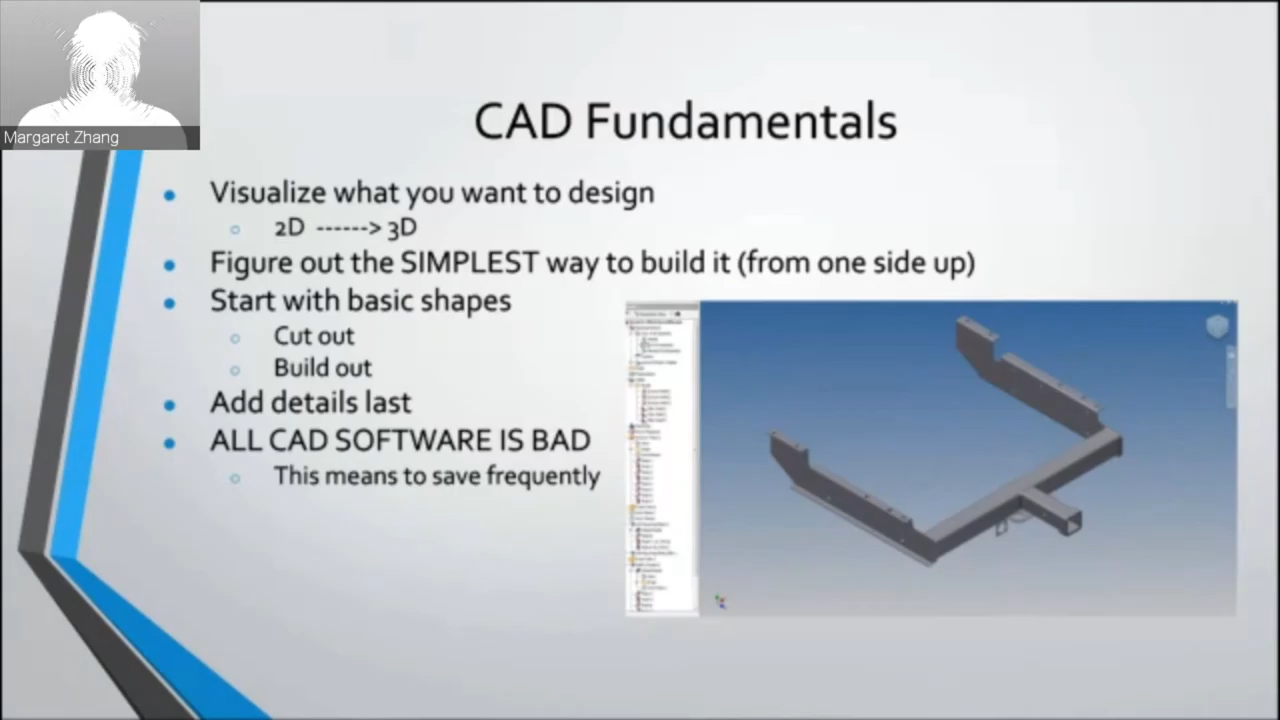 Margaret Zhang
CAD Fundamentals
Visualize what you want to design
2D ------> 3D
Figure out the SIMPLEST way to build it (from one side up)
Start with basic shapes
Cut out
Build out
Add details last
ALL CAD SOFTWARE IS BAD
This means to save frequently